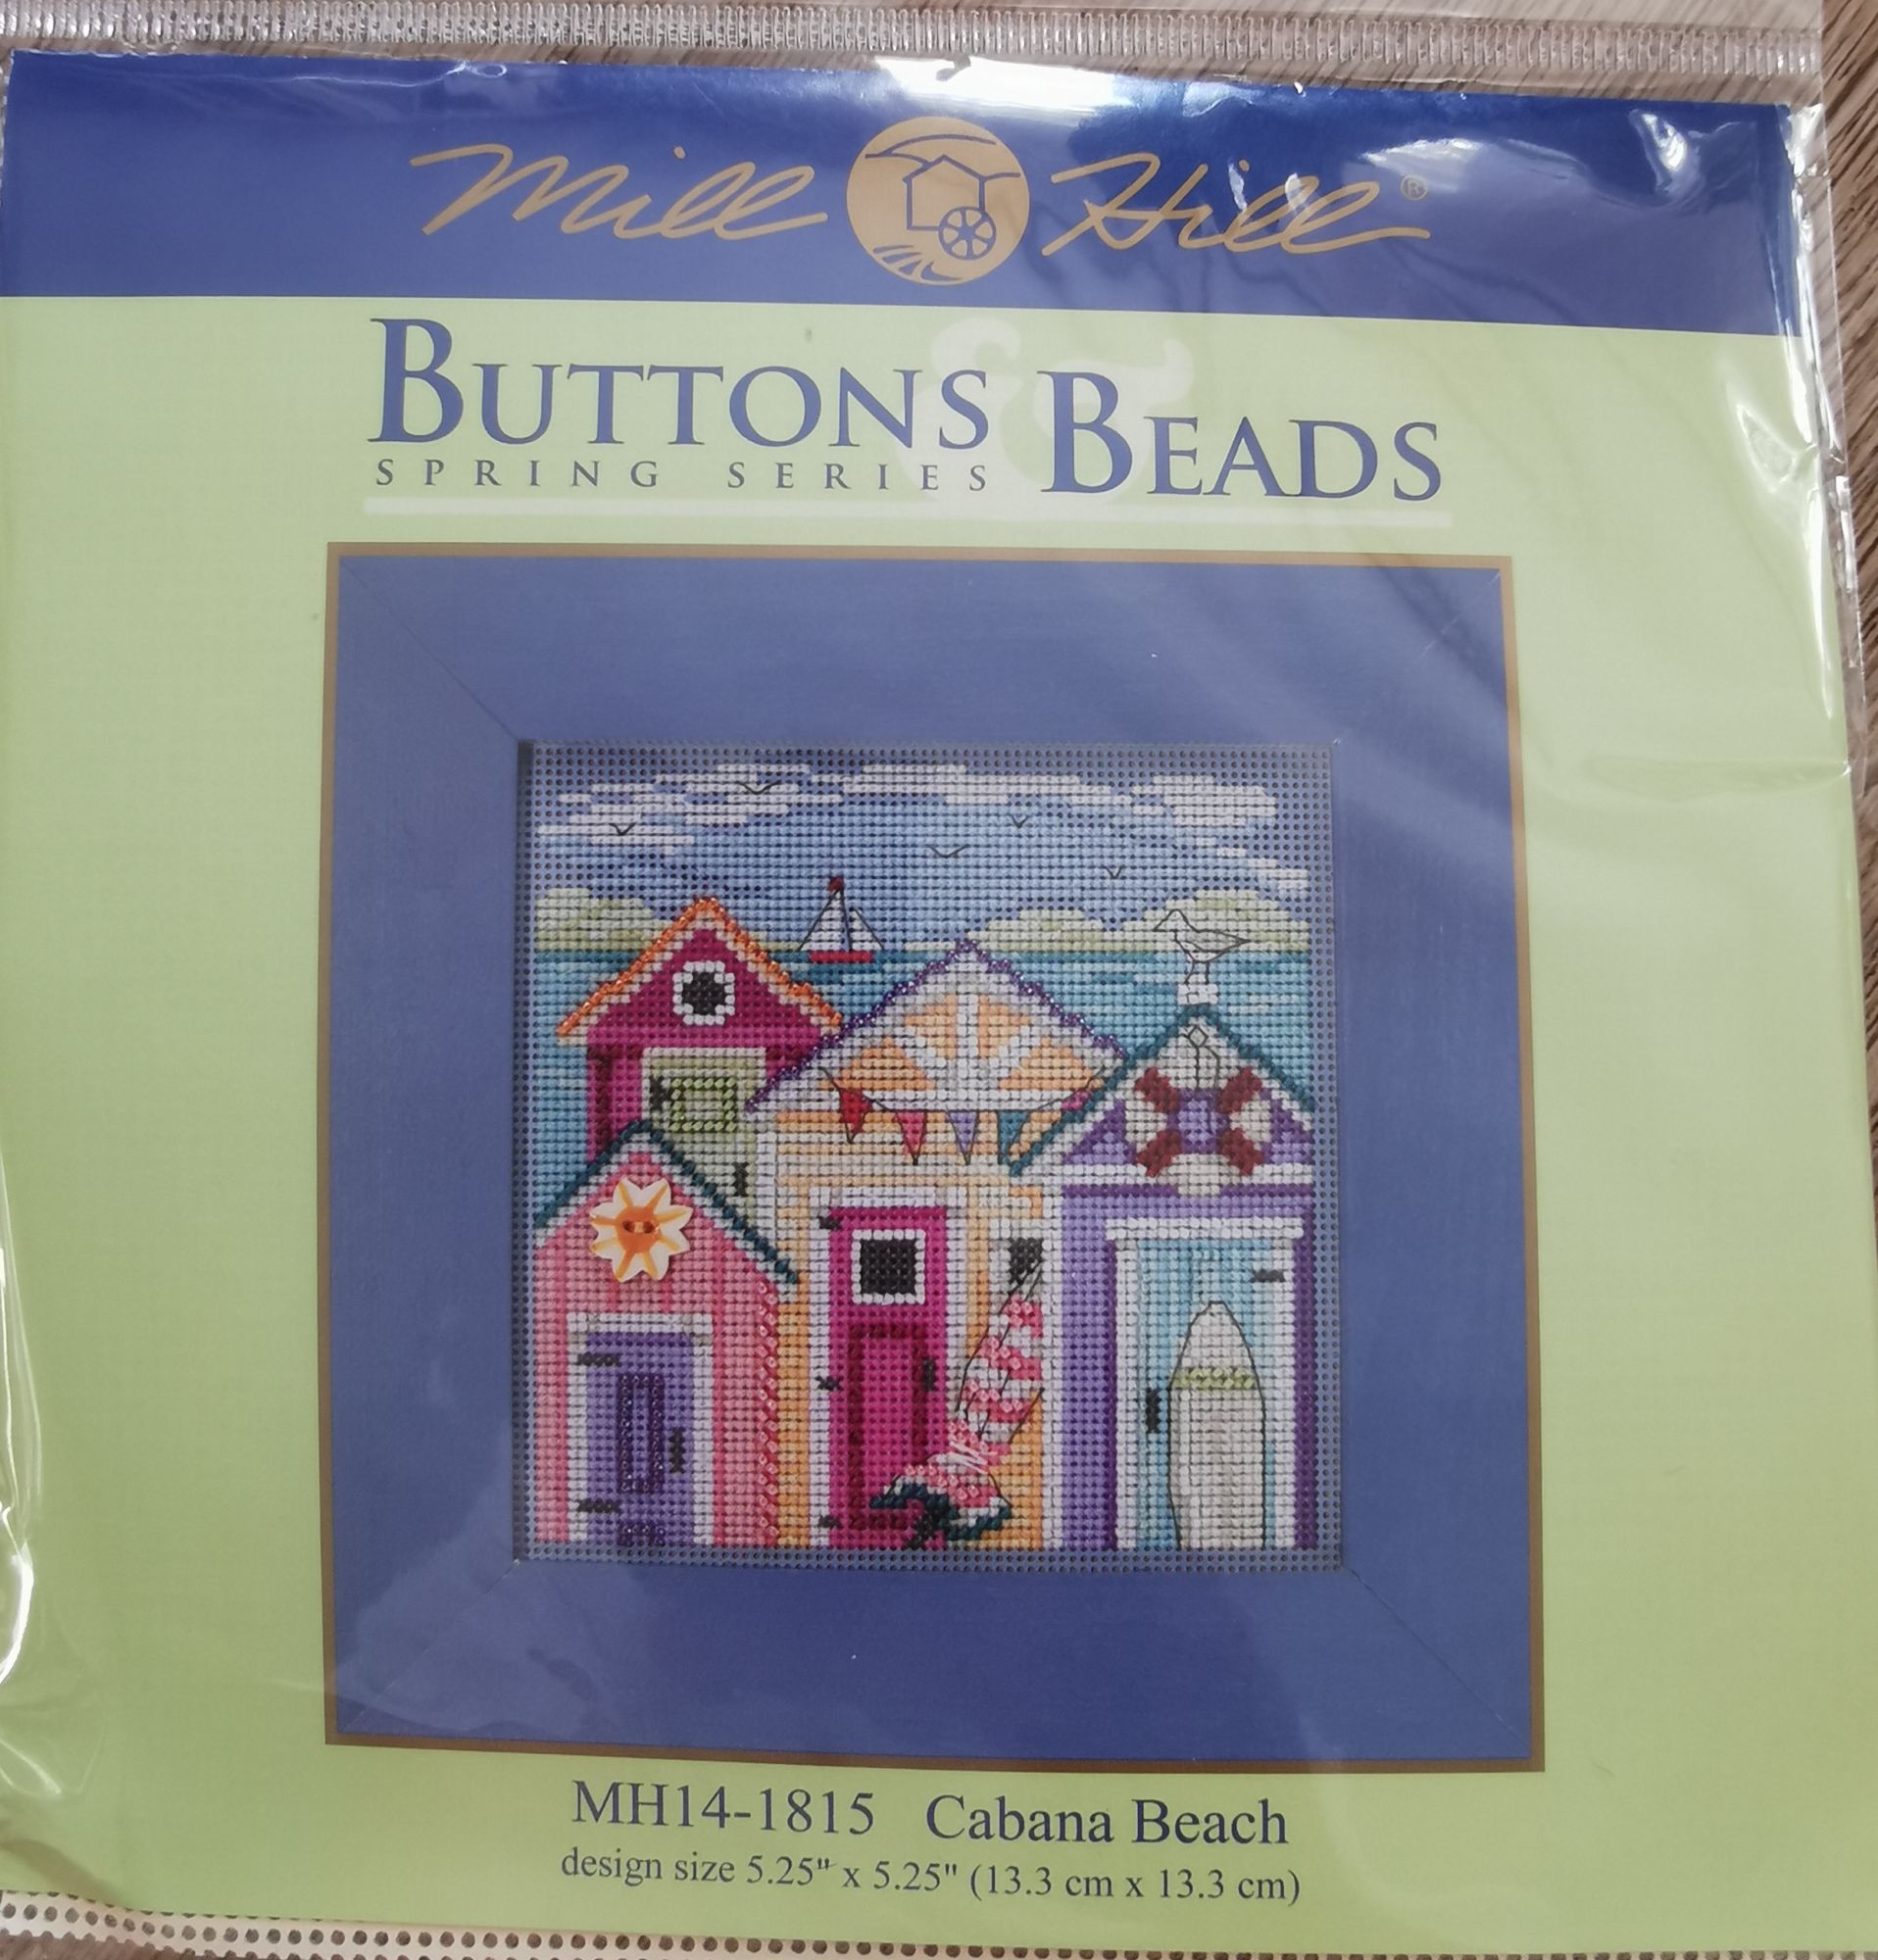 Mill Hill®
BUTTONS & BEADS
SPRING SERIES
MH14-1815 Cabana Beach
design size 5.25" x 5.25" (13.3 cm x 13.3 cm)